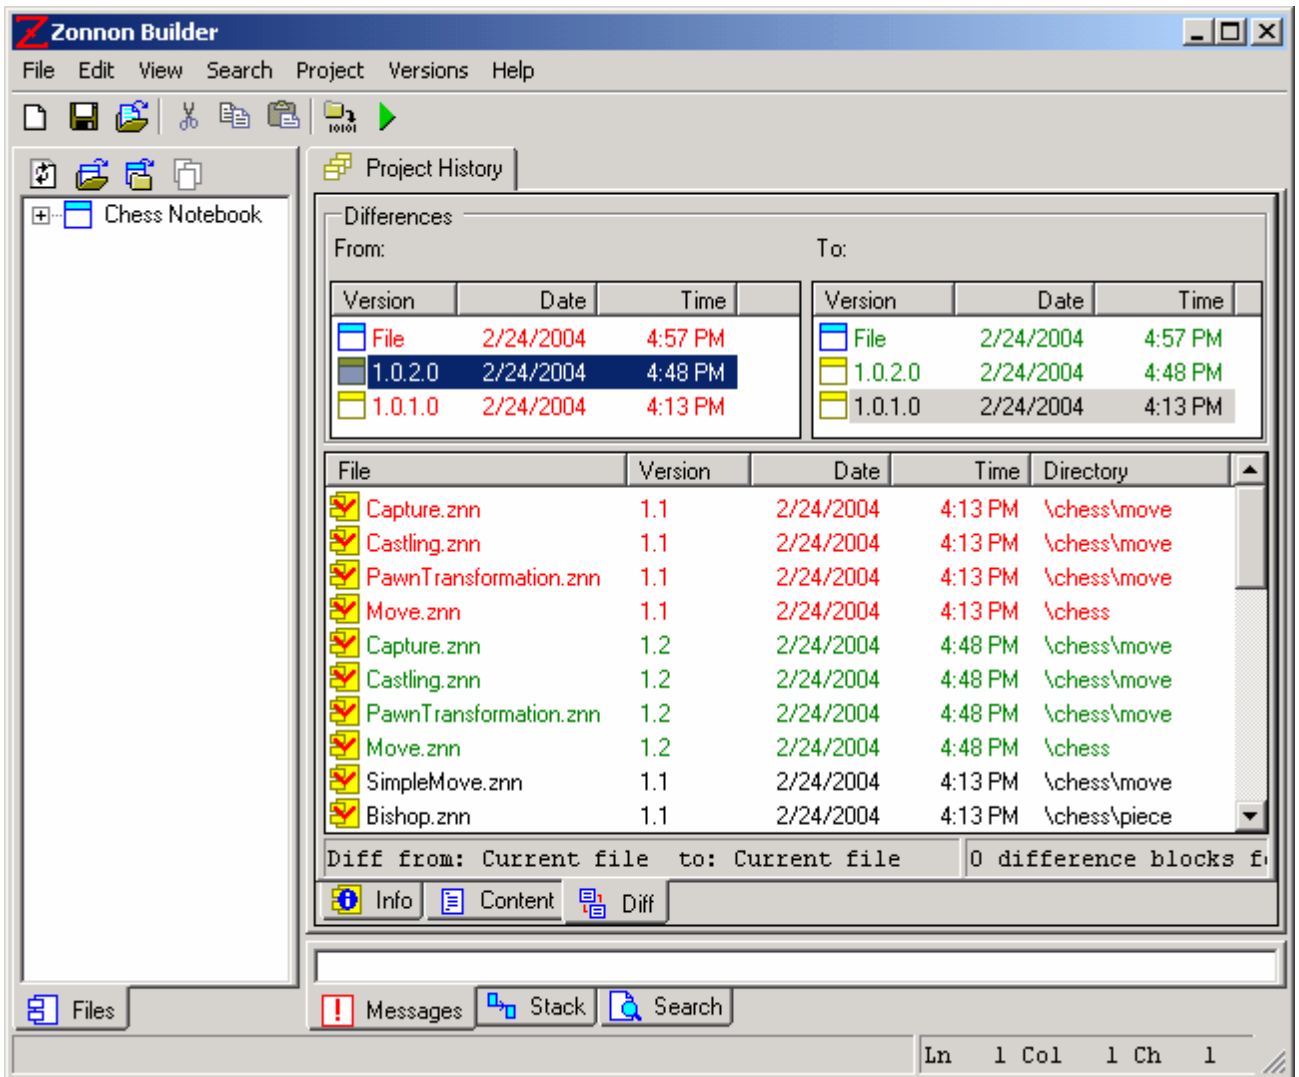 Zonnon Builder
File Edit View Search Project Versions Help
Project History
Chess Notebook
Differences
From: To:
Version Date Time Version Date Time
File 2/24/2004 4:57 PM File 2/24/2004 4:57 PM
1.0.2.0 2/24/2004 4:48 PM 1.0.2.0 2/24/2004 4:48 PM
1.0.1.0 2/24/2004 4:13 PM 1.0.1.0 2/24/2004 4:13 PM
File Version Date Time Directory
Capture.znn 1.1 2/24/2004 4:13 PM \chess\move
Castling.znn 1.1 2/24/2004 4:13 PM \chess\move
PawnTransformation.znn 1.1 2/24/2004 4:13 PM \chess\move
Move.znn 1.1 2/24/2004 4:13 PM \chess
Capture.znn 1.2 2/24/2004 4:48 PM \chess\move
Castling.znn 1.2 2/24/2004 4:48 PM \chess\move
PawnTransformation.znn 1.2 2/24/2004 4:48 PM \chess\move
Move.znn 1.2 2/24/2004 4:48 PM \chess
SimpleMove.znn 1.1 2/24/2004 4:13 PM \chess\move
Bishop.znn 1.1 2/24/2004 4:13 PM \chess\piece
Diff from: Current file to: Current file 0 difference blocks f
Info Content Diff
Files Messages Stack Search
Ln 1 Col 1 Ch 1